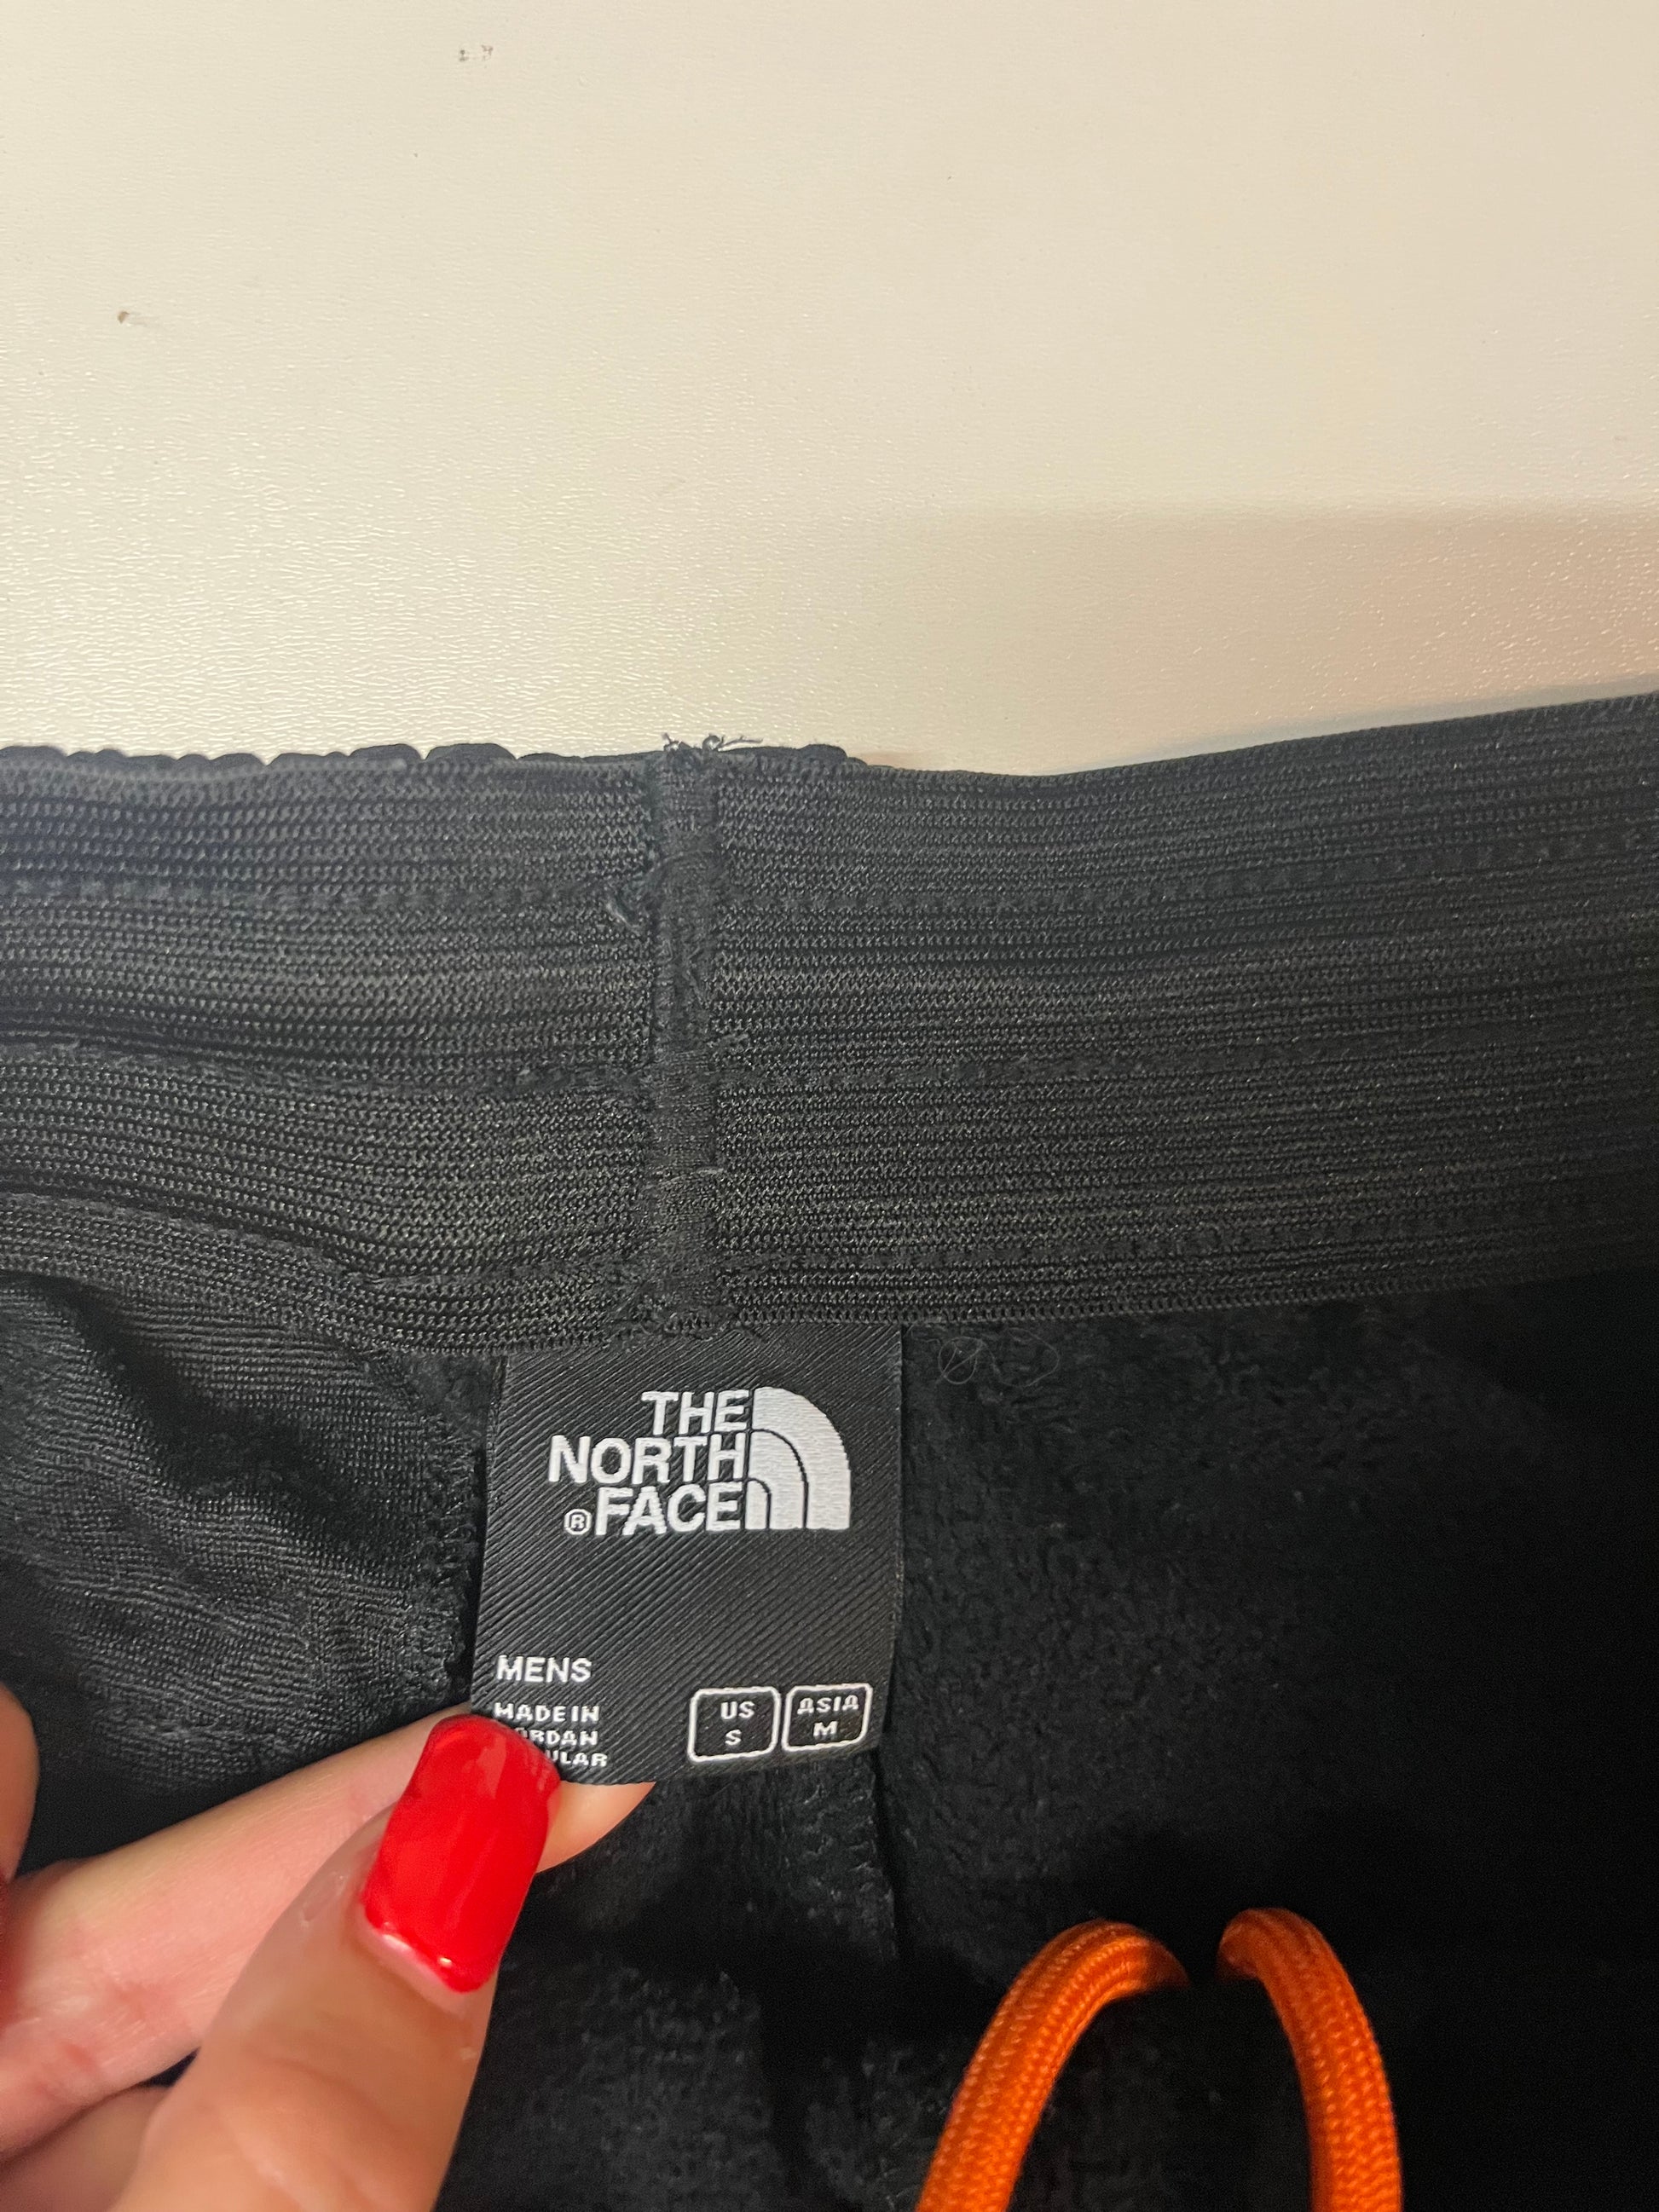 THE
NORTH
® FACE
MENS
MADE IN
US
S
ASIA
M